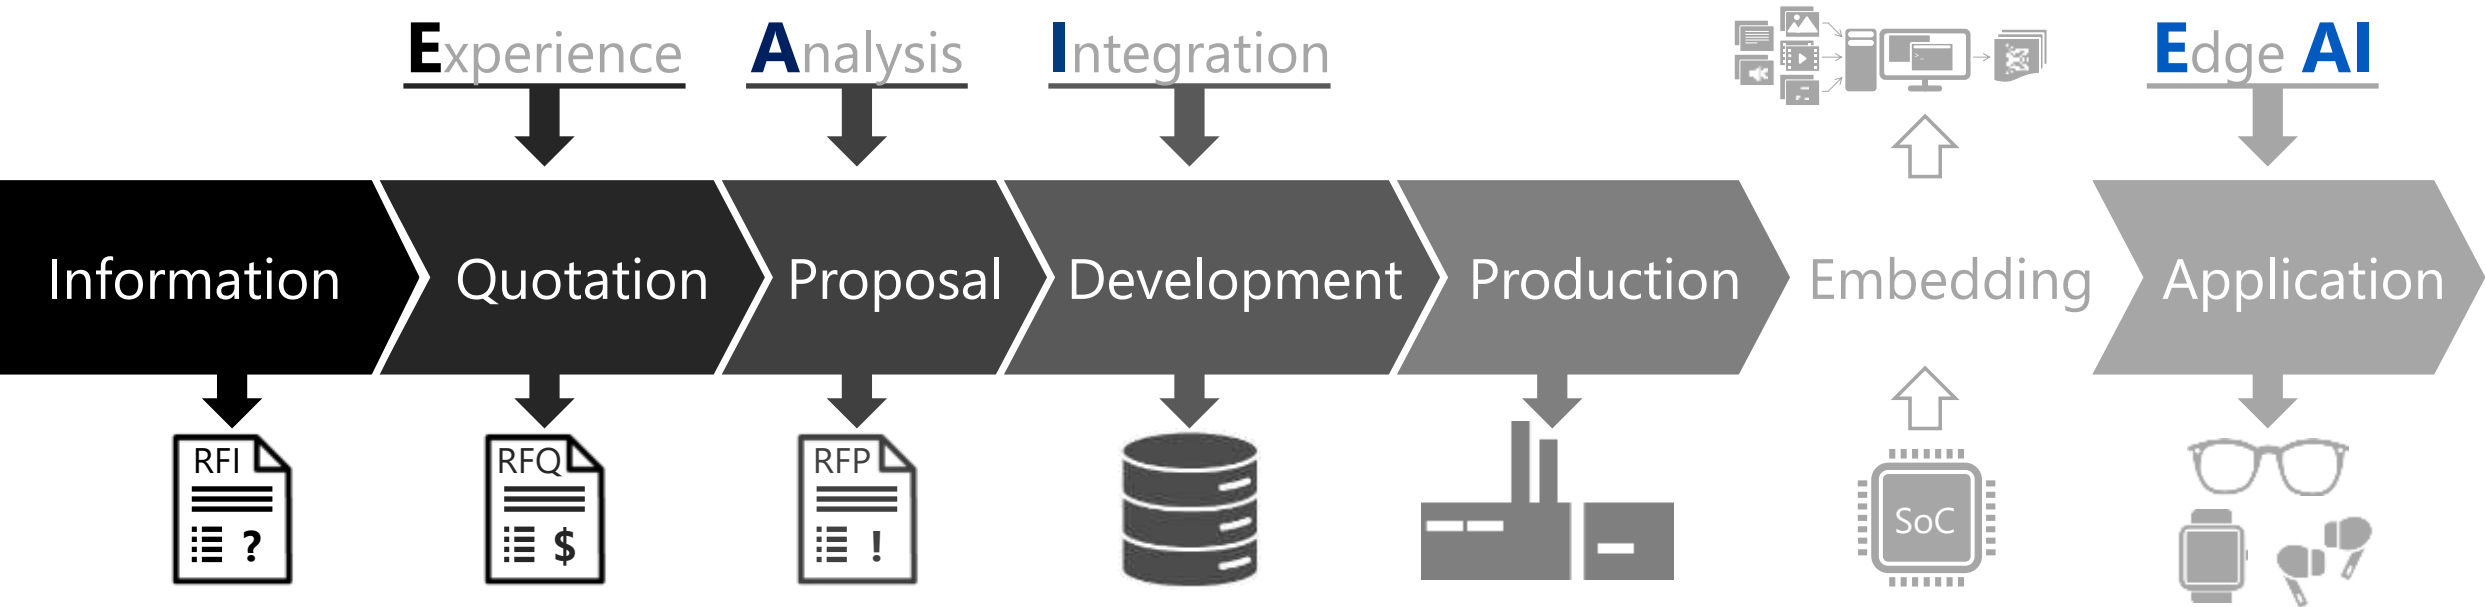 Experience
Analysis
Integration
Edge AI
Information
Quotation
Proposal
Development
Production
Embedding
Application
RFI
?
RFQ
$
RFP
!
SoC